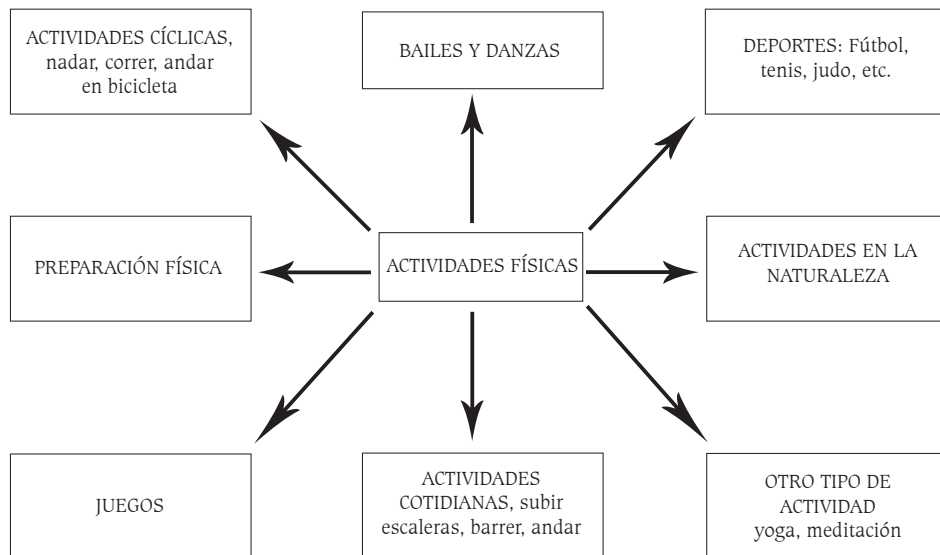 ACTIVIDADES CÍCLICAS,
nadar, correr, andar
en bicicleta
BAILES Y DANZAS
DEPORTES: Fútbol,
tenis, judo, etc.
PREPARACIÓN FÍSICA
ACTIVIDADES FÍSICAS
ACTIVIDADES EN LA
NATURALEZA
JUEGOS
ACTIVIDADES
COTIDIANAS, subir
escaleras, barrer, andar
OTRO TIPO DE
ACTIVIDAD
yoga, meditación